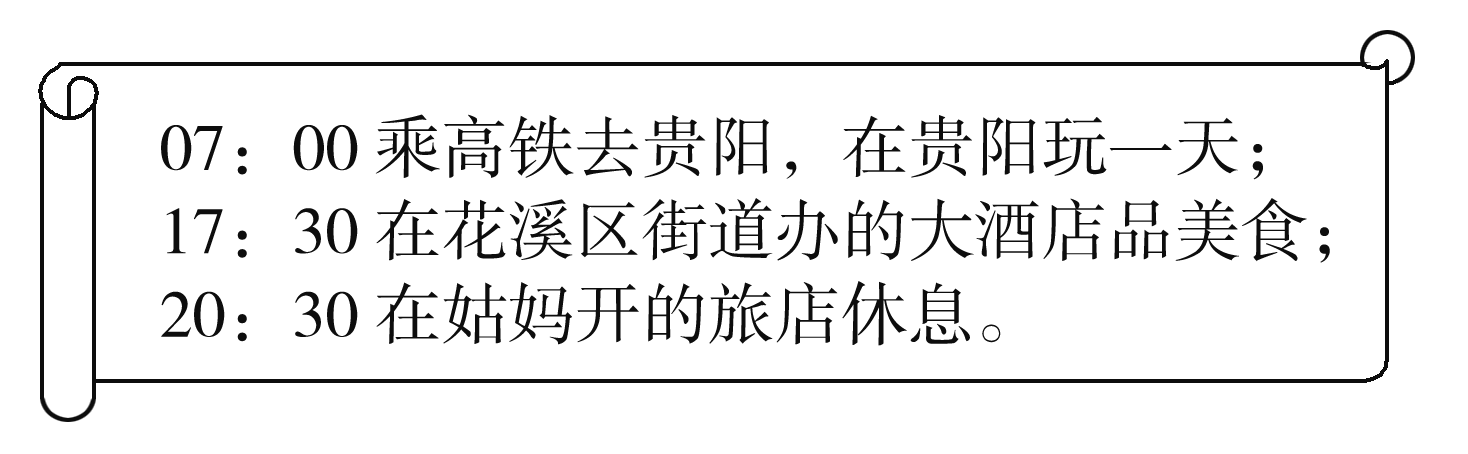 07：00 乘高铁去贵阳，在贵阳玩一天；
17：30 在花溪区街道办的大酒店品美食；
20：30 在姑妈开的旅店休息。